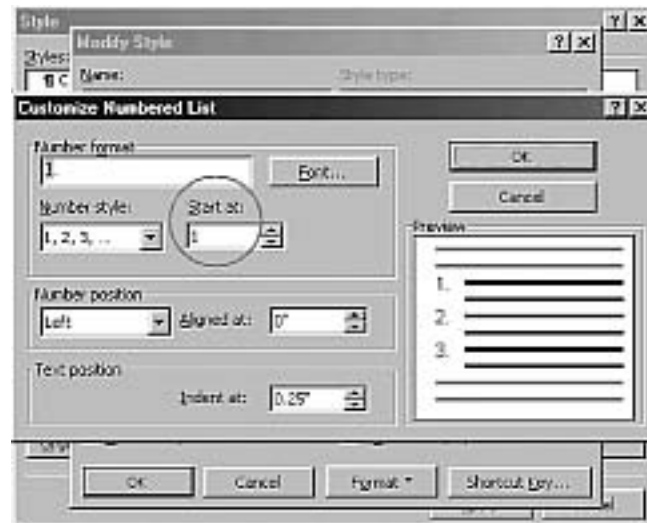 Style
Modify Style
Styles:
¶ C
Name:
Style type:
Customize Numbered List
Number format
1.
Font...
OK
Cancel
Number style:
Start at:
1, 2, 3, ...
1
Preview
1.
2.
3.
Number position
Left
Aligned at:
0"
Text position
Indent at:
0.25"
OK
Cancel
Format
Shortcut Key...